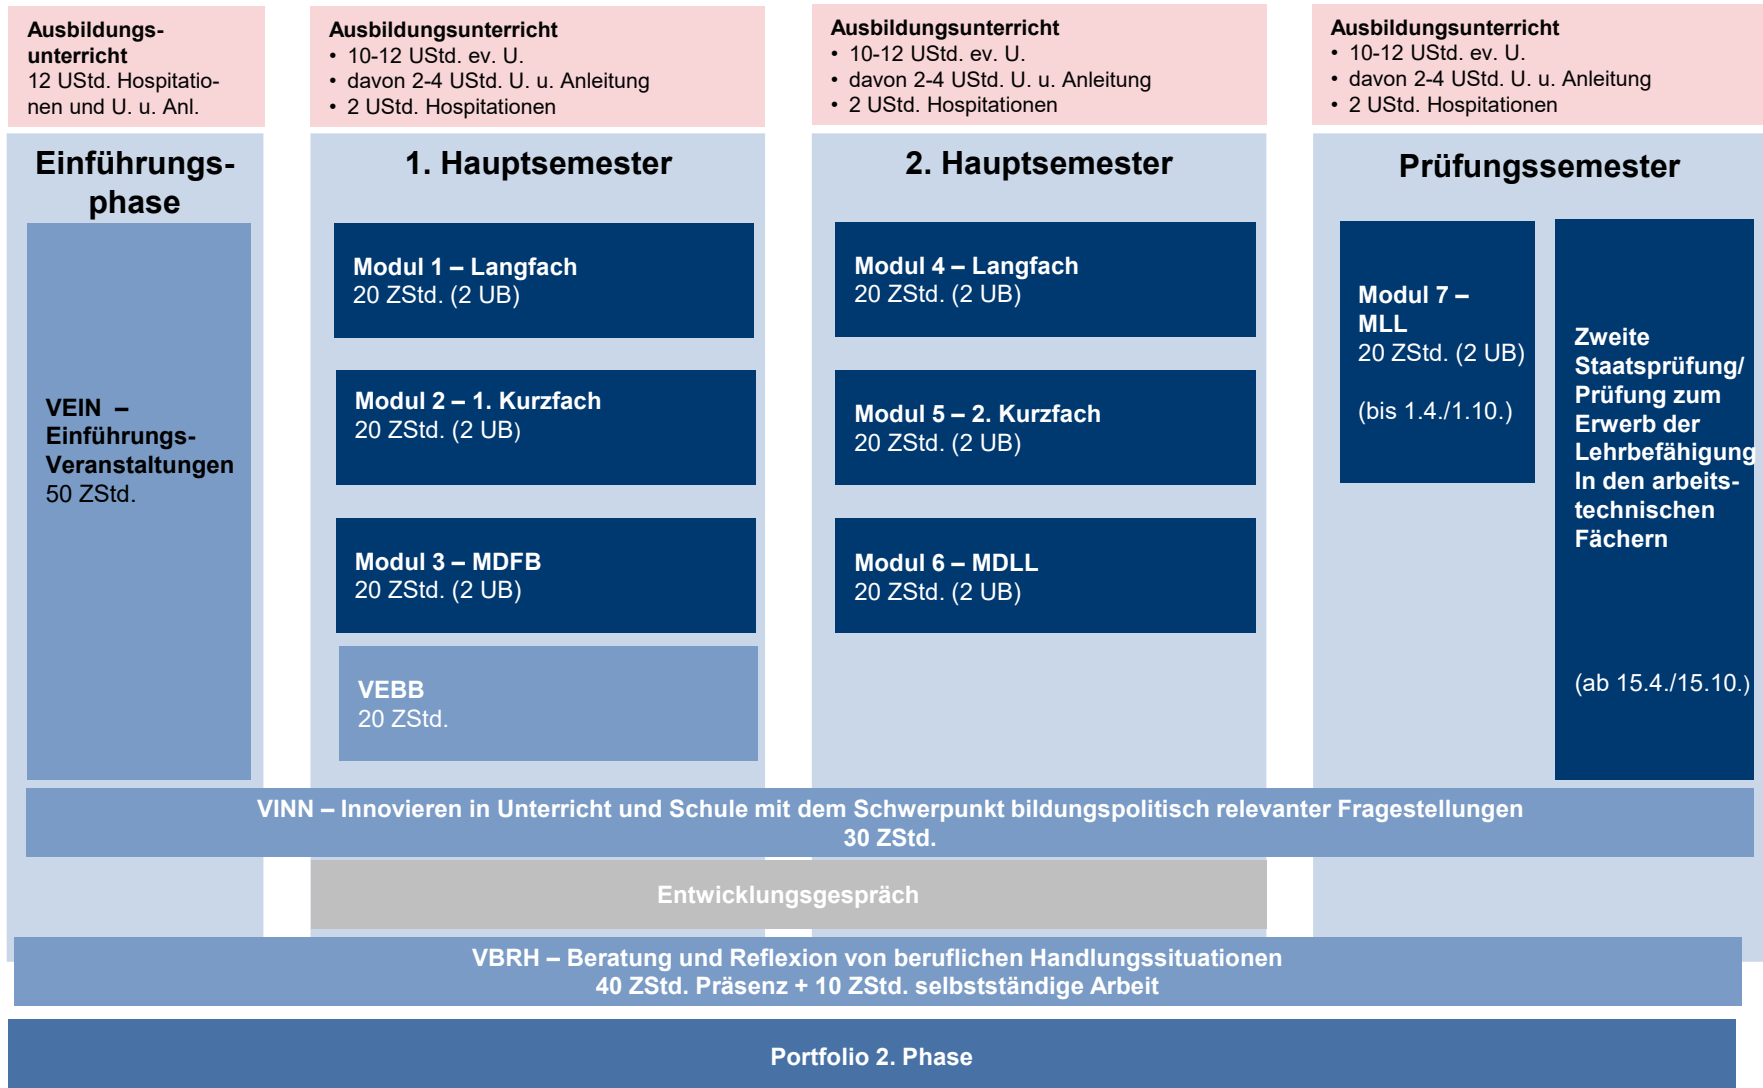 Ausbildungs-
unterricht
12 UStd. Hospitatio-
nen und U. u. Anl.
Ausbildungsunterricht
• 10-12 UStd. ev. U.
• davon 2-4 UStd. U. u. Anleitung
• 2 UStd. Hospitationen
Ausbildungsunterricht
• 10-12 UStd. ev. U.
• davon 2-4 UStd. U. u. Anleitung
• 2 UStd. Hospitationen
Ausbildungsunterricht
• 10-12 UStd. ev. U.
• davon 2-4 UStd. U. u. Anleitung
• 2 UStd. Hospitationen
Einführungs-
phase
VEIN –
Einführungs-
Veranstaltungen
50 ZStd.
1. Hauptsemester
Modul 1 – Langfach
20 ZStd. (2 UB)
Modul 2 – 1. Kurzfach
20 ZStd. (2 UB)
Modul 3 – MDFB
20 ZStd. (2 UB)
VEBB
20 ZStd.
2. Hauptsemester
Modul 4 – Langfach
20 ZStd. (2 UB)
Modul 5 – 2. Kurzfach
20 ZStd. (2 UB)
Modul 6 – MDLL
20 ZStd. (2 UB)
Prüfungssemester
Modul 7 –
MLL
20 ZStd. (2 UB)
(bis 1.4./1.10.)
Zweite
Staatsprüfung/
Prüfung zum
Erwerb der
Lehrbefähigung
In den arbeits-
technischen
Fächern
(ab 15.4./15.10.)
VINN – Innovieren in Unterricht und Schule mit dem Schwerpunkt bildungspolitisch relevanter Fragestellungen
30 ZStd.
Entwicklungsgespräch
VBRH – Beratung und Reflexion von beruflichen Handlungssituationen
40 ZStd. Präsenz + 10 ZStd. selbstständige Arbeit
Portfolio 2. Phase